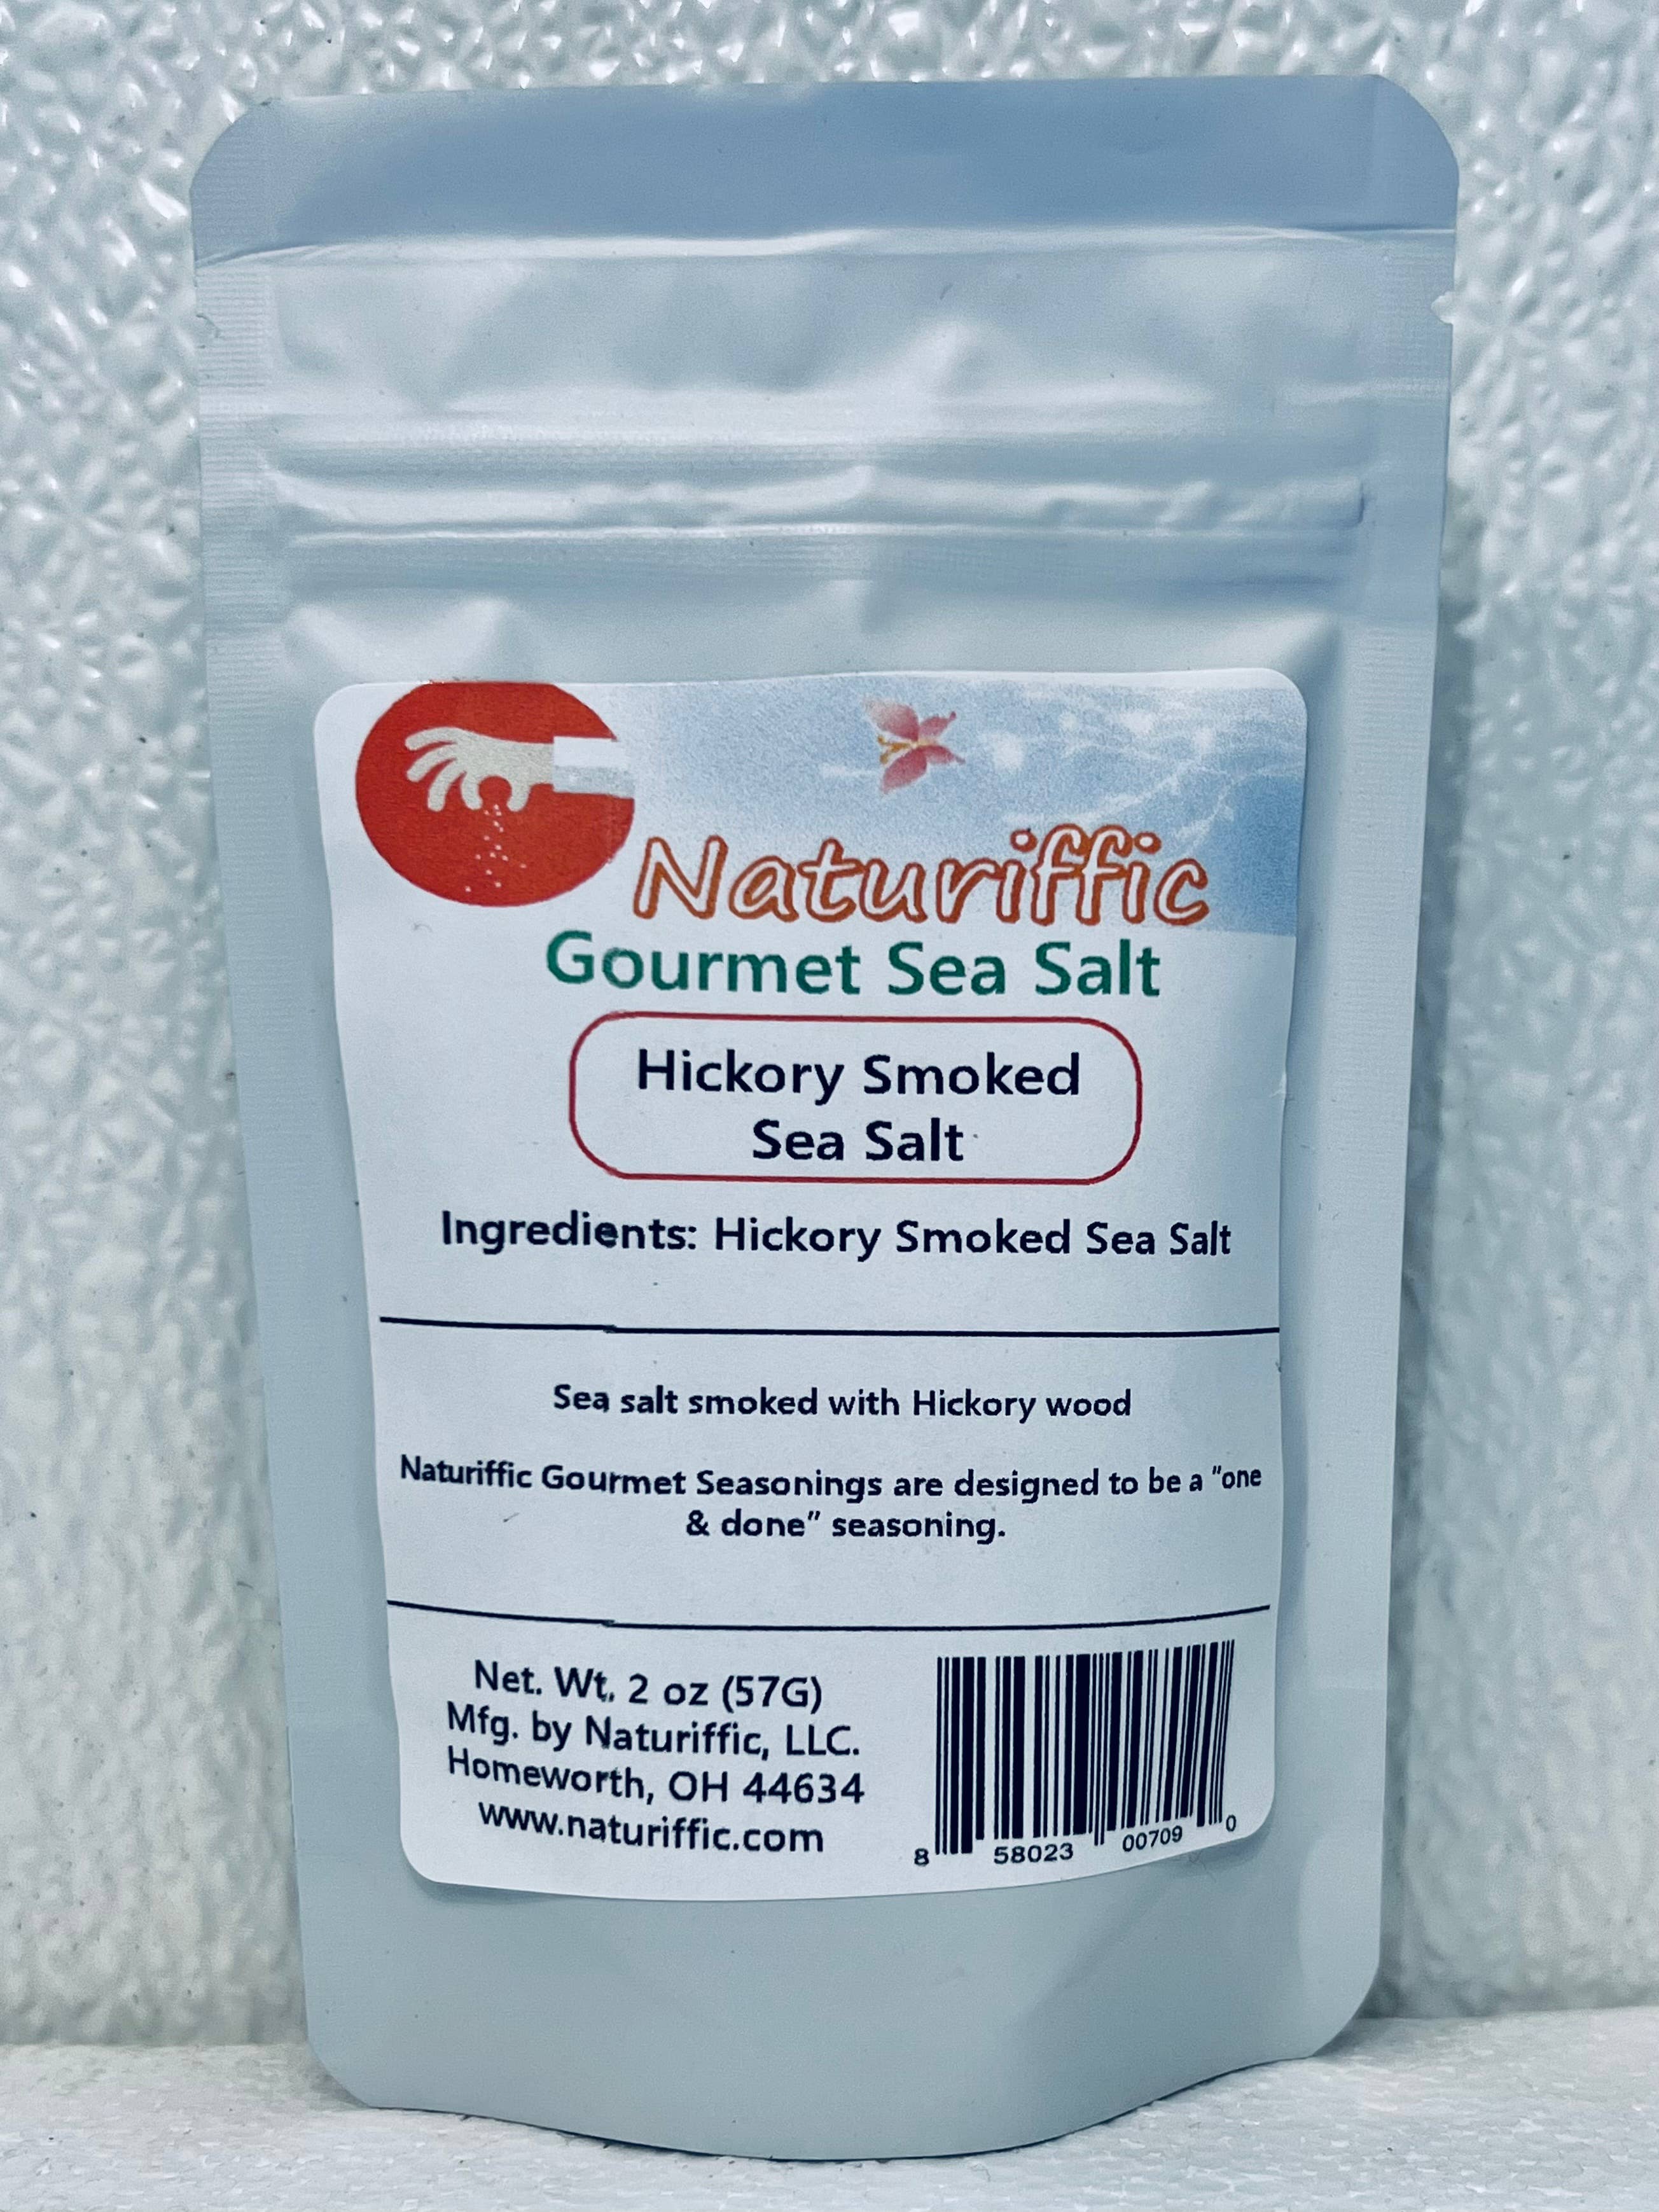 Naturiffic
Gourmet Sea Salt
Hickory Smoked
Sea Salt
Ingredients: Hickory Smoked Sea Salt
Sea salt smoked with Hickory wood
Naturiffic Gourmet Seasonings are designed to be a "one
& done" seasoning.
Net. Wt. 2 oz (57G)
Mfg. by Naturiffic, LLC.
Homeworth, OH 44634
www.naturiffic.com
8 58023 00709 0